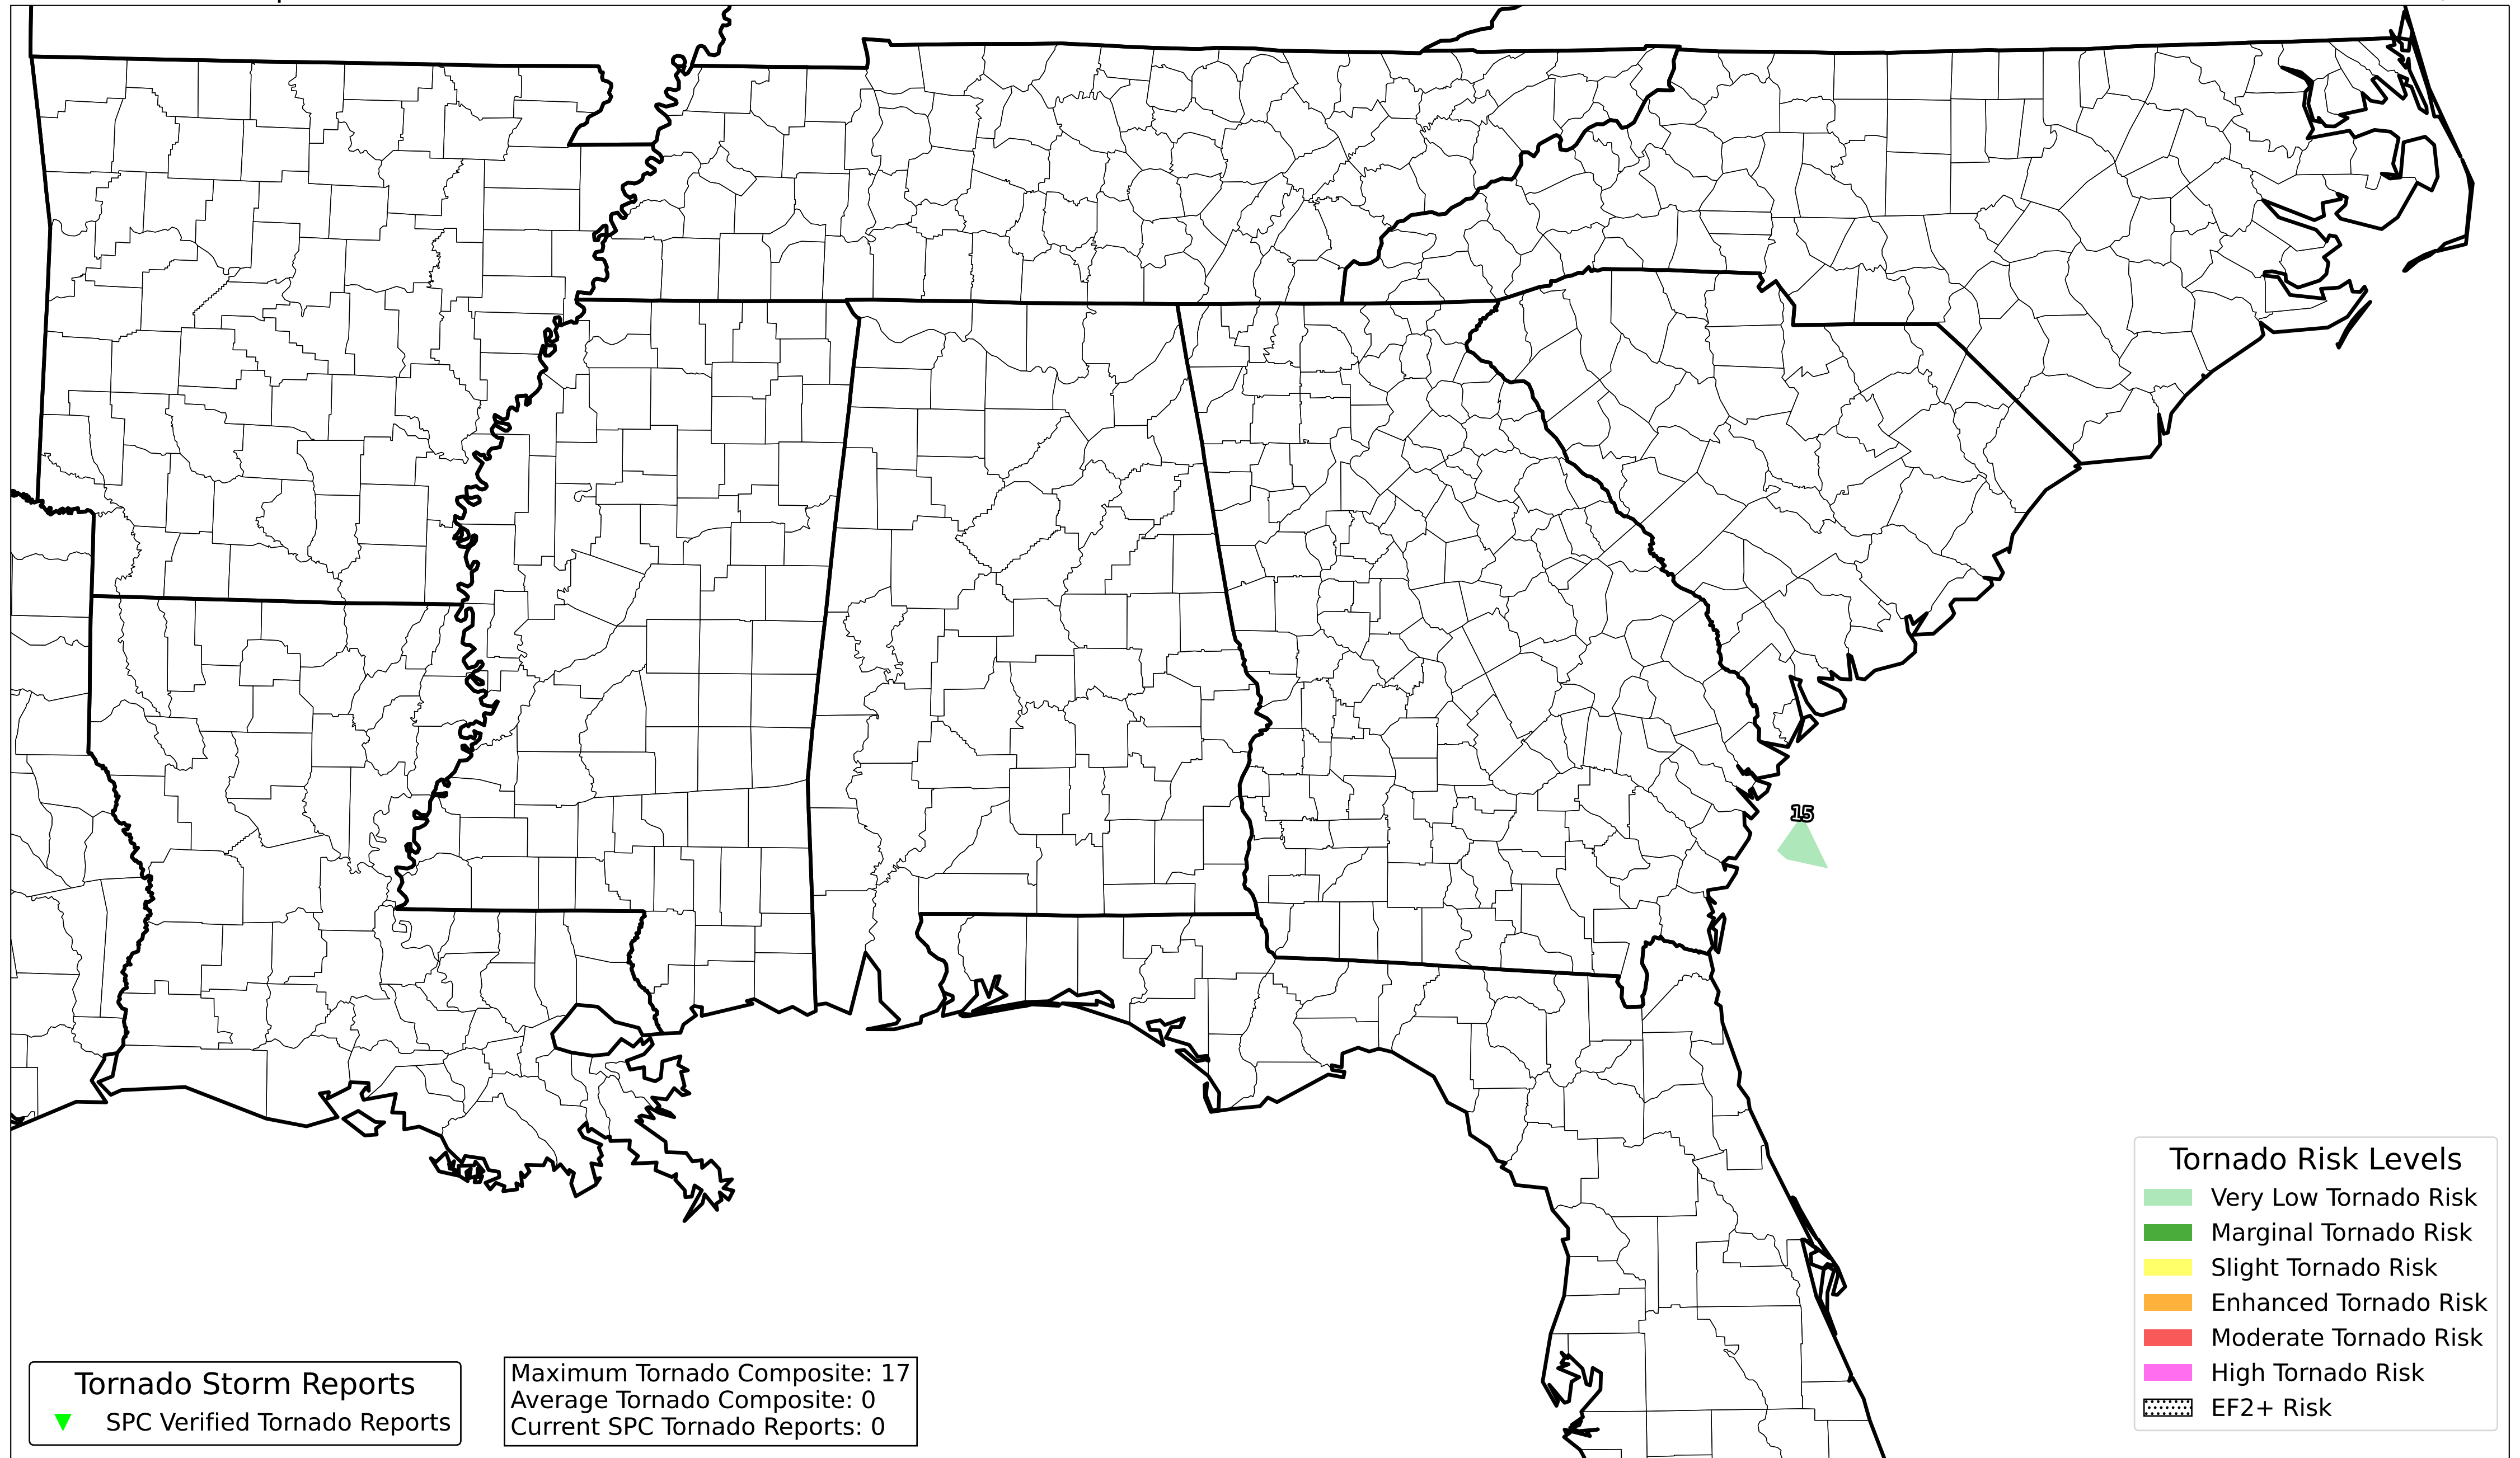 15
Tornado Risk Levels
Very Low Tornado Risk
Marginal Tornado Risk
Slight Tornado Risk
Enhanced Tornado Risk
Moderate Tornado Risk
High Tornado Risk
EF2+ Risk
Tornado Storm Reports
SPC Verified Tornado Reports
Maximum Tornado Composite: 17
Average Tornado Composite: 0
Current SPC Tornado Reports: 0